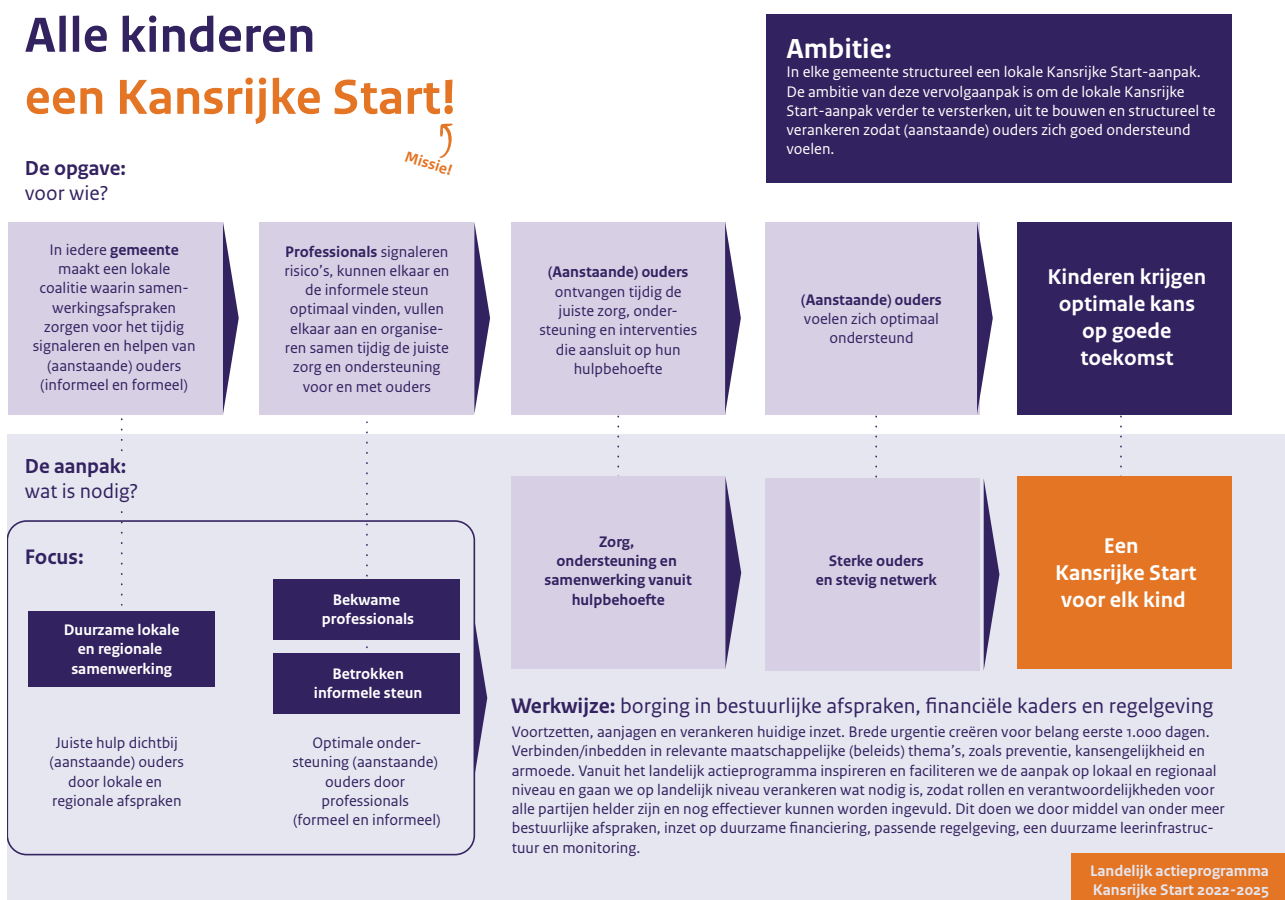 Alle kinderen
een Kansrijke Start!
Missie!
Ambitie:
In elke gemeente structureel een lokale Kansrijke Start-aanpak.
De ambitie van deze vervolgaanpak is om de lokale Kansrijke
Start-aanpak verder te versterken, uit te bouwen en structureel te
verankeren zodat (aanstaande) ouders zich goed ondersteund
voelen.
De opgave:
voor wie?
In iedere gemeente
maakt een lokale
coalitie waarin samen-
werkingsafspraken
zorgen voor het tijdig
signaleren en helpen van
(aanstaande) ouders
(informeel en formeel)
Professionals signaleren
risico's, kunnen elkaar en
de informele steun
optimaal vinden, vullen
elkaar aan en organise-
ren samen tijdig de juiste
zorg en ondersteuning
voor en met ouders
(Aanstaande) ouders
ontvangen tijdig de
juiste zorg, onder-
steuning en interventies
die aansluit op hun
hulpbehoefte
(Aanstaande) ouders
voelen zich optimaal
ondersteund
Kinderen krijgen
optimale kans
op goede
toekomst
De aanpak:
wat is nodig?
Focus:
Duurzame lokale
en regionale
samenwerking
Juiste hulp dichtbij
(aanstaande) ouders
door lokale en
regionale afspraken
Bekwame
professionals
Betrokken
informele steun
Optimale onder-
steuning (aanstaande)
ouders door
professionals
(formeel en informeel)
Zorg,
ondersteuning en
samenwerking vanuit
hulpbehoefte
Sterke ouders
en stevig netwerk
Een
Kansrijke Start
voor elk kind
Werkwijze: borging in bestuurlijke afspraken, financiële kaders en regelgeving
Voortzetten, aanjagen en verankeren huidige inzet. Brede urgentie creëren voor belang eerste 1.000 dagen.
Verbinden/inbedden in relevante maatschappelijke (beleids) thema's, zoals preventie, kansengelijkheid en
armoede. Vanuit het landelijk actieprogramma inspireren en faciliteren we de aanpak op lokaal en regionaal
niveau en gaan we op landelijk niveau verankeren wat nodig is, zodat rollen en verantwoordelijkheden voor
alle partijen helder zijn en nog effectiever kunnen worden ingevuld. Dit doen we door middel van onder meer
bestuurlijke afspraken, inzet op duurzame financiering, passende regelgeving, een duurzame leerinfrastruc-
tuur en monitoring.
Landelijk actieprogramma
Kansrijke Start 2022-2025